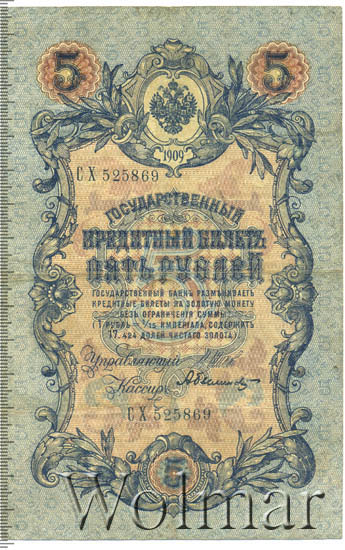 5 5
1909
СХ 525869
ГОСУДАРСТВЕННЫЙ
КРЕДИТНЫЙ БИЛЕТЪ
ПЯТЬ РУБЛЕЙ
ГОСУДАРСТВЕННЫЙ БАНКЪ РАЗМѢНИВАЕТЪ
КРЕДИТНЫЕ БИЛЕТЫ НА ЗОЛОТУЮ МОНЕТУ
БЕЗЪ ОГРАНИЧЕНІЯ СУММЫ
(1 РУБЛЬ = 1/15 ИМПЕРІАЛА, СОДЕРЖИТЪ
17,424 ДОЛЕЙ ЧИСТАГО ЗОЛОТА)
Управляющій
Кассиръ
СХ 525869
5
Wolmar